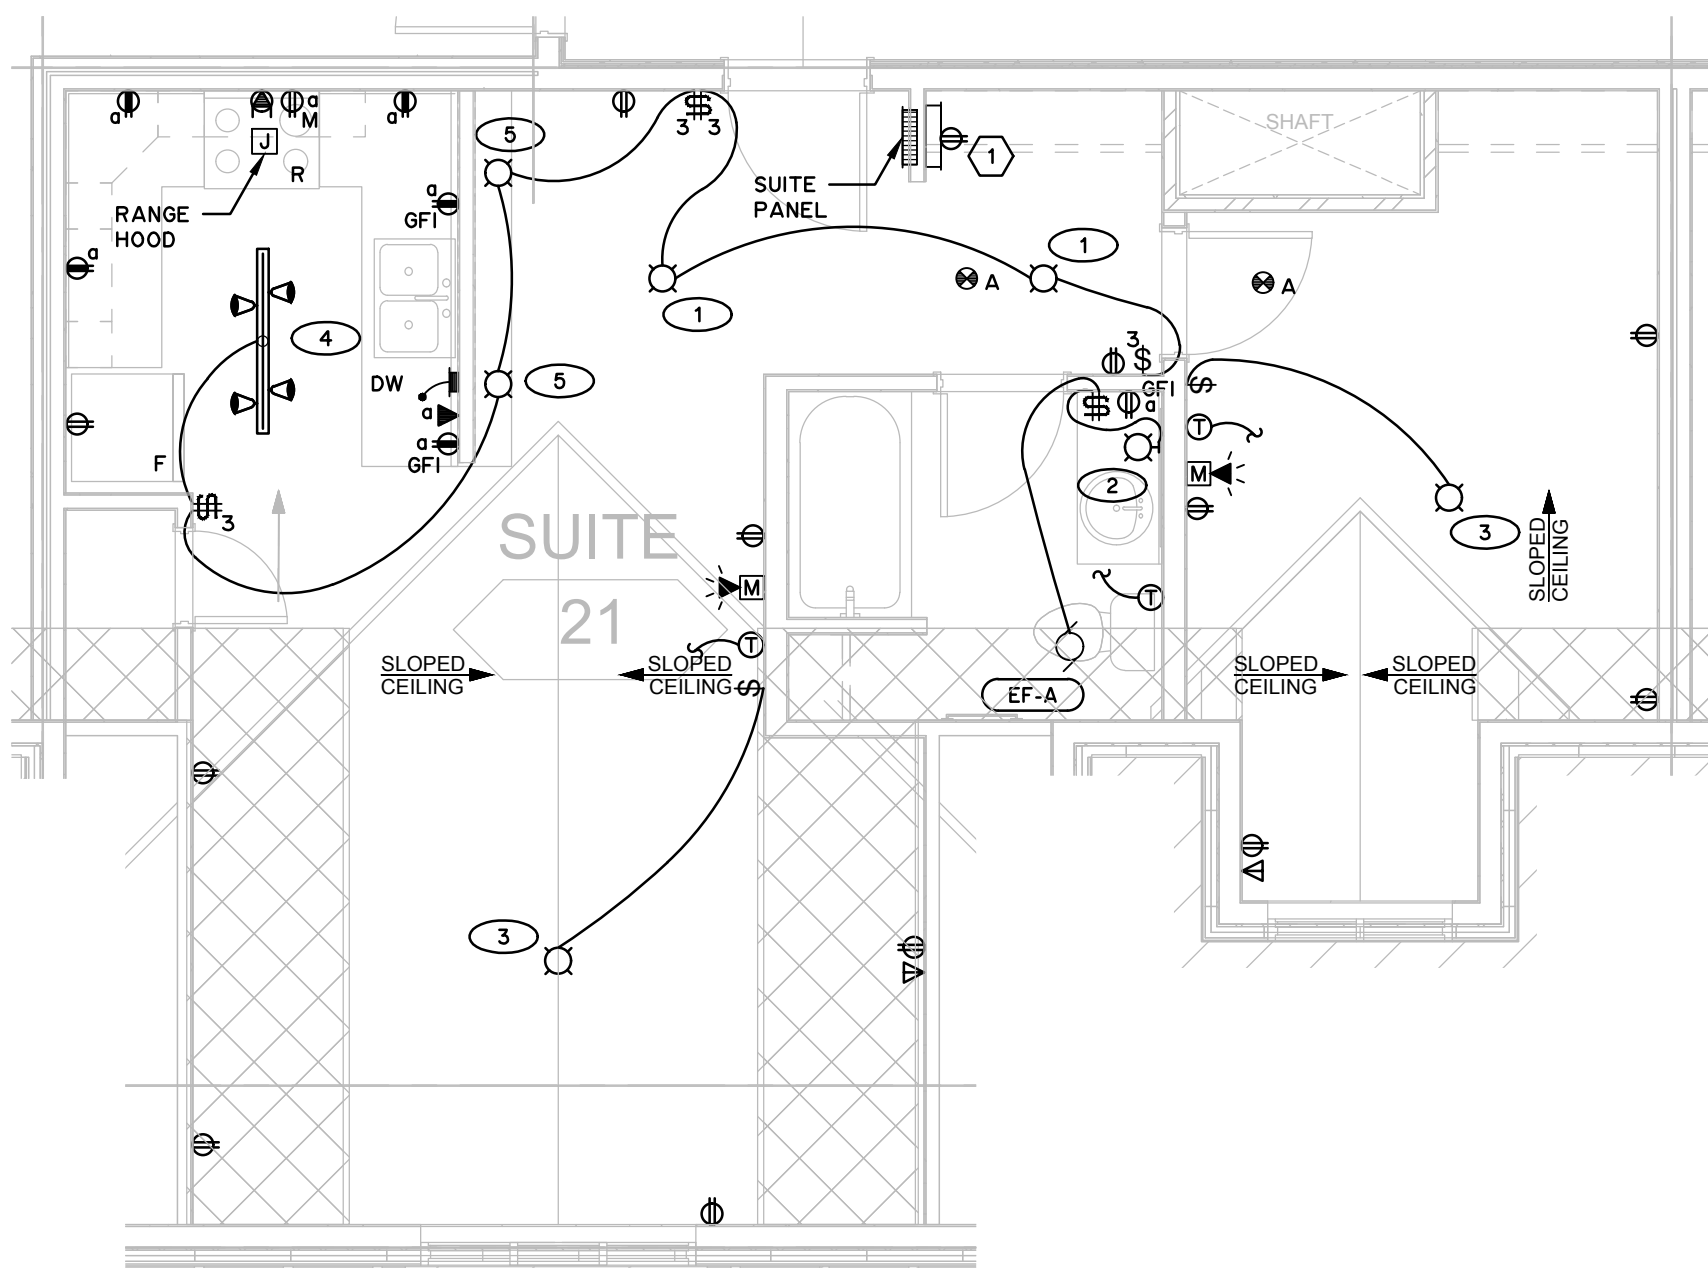 a
a
M
a
J
R
RANGE
HOOD
5
$ $
3 3
SUITE
PANEL
1
SHAFT
a
GFI
a
4
1
1
A
A
DW
5
a
a
GFI
F
$ $
3
3
$
GFI
$ $
a
$
T
M
2
3
SLOPED
CEILING
SUITE
21
M
T
T
SLOPED
CEILING
SLOPED
CEILING
$
EF-A
SLOPED
CEILING
SLOPED
CEILING
3